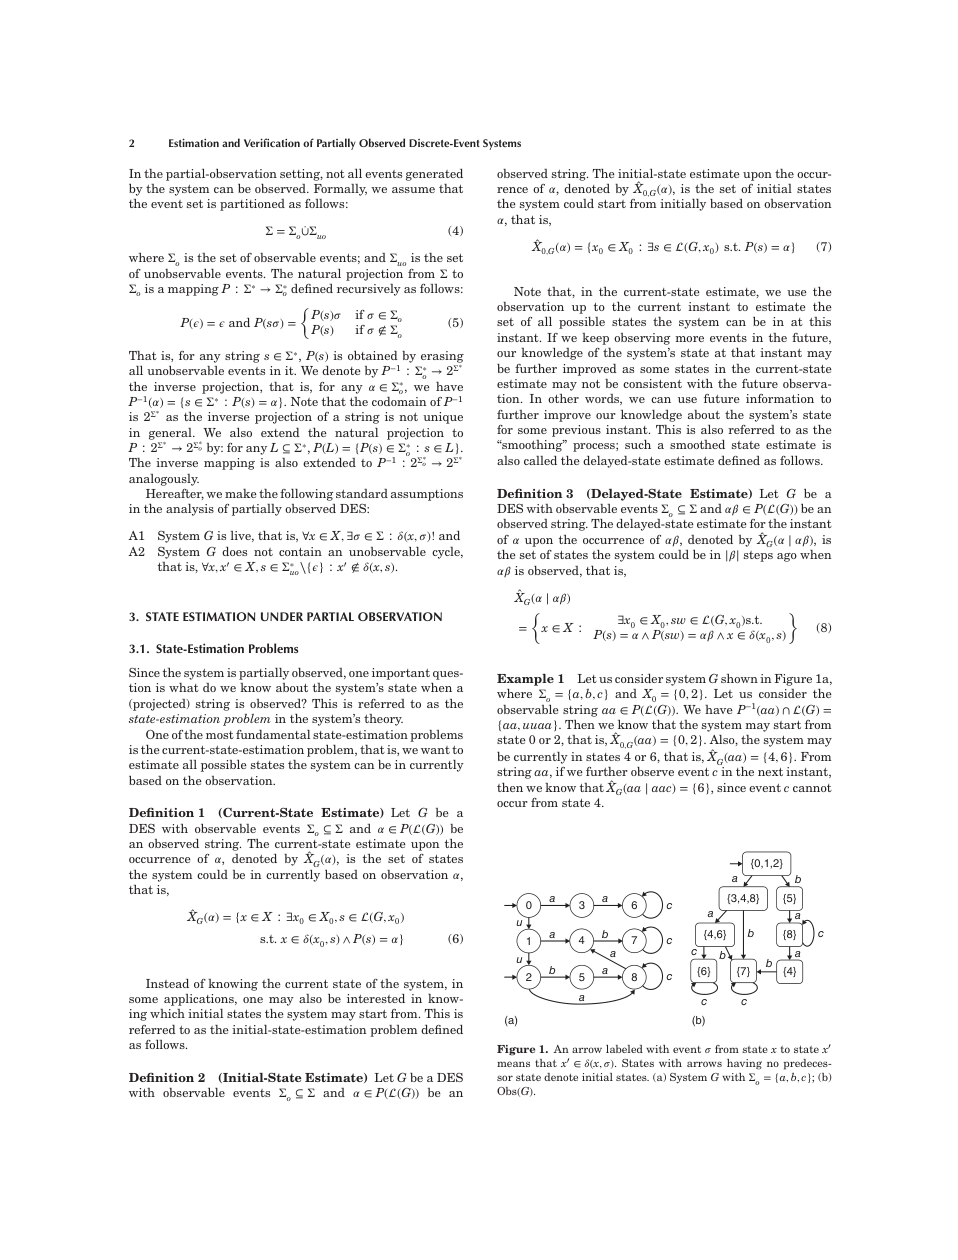 2 Estimation and Verification of Partially Observed Discrete-Event Systems
In the partial-observation setting, not all events generated
by the system can be observed. Formally, we assume that
the event set is partitioned as follows:
Σ = Σₒ∪̇Σᵤₒ (4)
where Σₒ is the set of observable events; and Σᵤₒ is the set
of unobservable events. The natural projection from Σ to
Σₒ is a mapping P : Σ* → Σₒ* defined recursively as follows:
P(ϵ) = ϵ and P(sσ) = { P(s)σ if σ ∈ Σₒ
P(s) if σ ∉ Σₒ (5)
That is, for any string s ∈ Σ*, P(s) is obtained by erasing
all unobservable events in it. We denote by P⁻¹ : Σₒ* → 2^Σ*
the inverse projection, that is, for any α ∈ Σₒ*, we have
P⁻¹(α) = {s ∈ Σ* : P(s) = α}. Note that the codomain of P⁻¹
is 2^Σ* as the inverse projection of a string is not unique
in general. We also extend the natural projection to
P : 2^Σ* → 2^Σₒ* by: for any L ⊆ Σ*, P(L) = {P(s) ∈ Σₒ* : s ∈ L}.
The inverse mapping is also extended to P⁻¹ : 2^Σₒ* → 2^Σ*
analogously.
Hereafter, we make the following standard assumptions
in the analysis of partially observed DES:
A1 System G is live, that is, ∀x ∈ X, ∃σ ∈ Σ : δ(x, σ)! and
A2 System G does not contain an unobservable cycle,
that is, ∀x, x′ ∈ X, s ∈ Σᵤₒ*\{ϵ} : x′ ∉ δ(x, s).
3. STATE ESTIMATION UNDER PARTIAL OBSERVATION
3.1. State-Estimation Problems
Since the system is partially observed, one important ques-
tion is what do we know about the system’s state when a
(projected) string is observed? This is referred to as the
state-estimation problem in the system’s theory.
One of the most fundamental state-estimation problems
is the current-state-estimation problem, that is, we want to
estimate all possible states the system can be in currently
based on the observation.
Definition 1 (Current-State Estimate) Let G be a
DES with observable events Σₒ ⊆ Σ and α ∈ P(ℒ(G)) be
an observed string. The current-state estimate upon the
occurrence of α, denoted by X̂_G(α), is the set of states
the system could be in currently based on observation α,
that is,
X̂_G(α) = {x ∈ X : ∃x₀ ∈ X₀, s ∈ ℒ(G, x₀)
s.t. x ∈ δ(x₀, s) ∧ P(s) = α} (6)
Instead of knowing the current state of the system, in
some applications, one may also be interested in know-
ing which initial states the system may start from. This is
referred to as the initial-state-estimation problem defined
as follows.
Definition 2 (Initial-State Estimate) Let G be a DES
with observable events Σₒ ⊆ Σ and α ∈ P(ℒ(G)) be an
observed string. The initial-state estimate upon the occur-
rence of α, denoted by X̂₀,_G(α), is the set of initial states
the system could start from initially based on observation
α, that is,
X̂₀,_G(α) = {x₀ ∈ X₀ : ∃s ∈ ℒ(G, x₀) s.t. P(s) = α} (7)
Note that, in the current-state estimate, we use the
observation up to the current instant to estimate the
set of all possible states the system can be in at this
instant. If we keep observing more events in the future,
our knowledge of the system’s state at that instant may
be further improved as some states in the current-state
estimate may not be consistent with the future observa-
tion. In other words, we can use future information to
further improve our knowledge about the system’s state
for some previous instant. This is also referred to as the
“smoothing” process; such a smoothed state estimate is
also called the delayed-state estimate defined as follows.
Definition 3 (Delayed-State Estimate) Let G be a
DES with observable events Σₒ ⊆ Σ and αβ ∈ P(ℒ(G)) be an
observed string. The delayed-state estimate for the instant
of α upon the occurrence of αβ, denoted by X̂_G(α | αβ), is
the set of states the system could be in |β| steps ago when
αβ is observed, that is,
X̂_G(α | αβ)
= { x ∈ X : ∃x₀ ∈ X₀, sw ∈ ℒ(G, x₀)s.t.
P(s) = α ∧ P(sw) = αβ ∧ x ∈ δ(x₀, s) } (8)
Example 1 Let us consider system G shown in Figure 1a,
where Σₒ = {a, b, c} and X₀ = {0, 2}. Let us consider the
observable string aa ∈ P(ℒ(G)). We have P⁻¹(aa) ∩ ℒ(G) =
{aa, uuaa}. Then we know that the system may start from
state 0 or 2, that is, X̂₀,_G(aa) = {0, 2}. Also, the system may
be currently in states 4 or 6, that is, X̂_G(aa) = {4, 6}. From
string aa, if we further observe event c in the next instant,
then we know that X̂_G(aa | aac) = {6}, since event c cannot
occur from state 4.
0 a 3 a 6 c
u
1 a 4 b 7 c
u a
2 b 5 a 8 c
a
(a)
{0,1,2}
a b
{3,4,8} {5}
a b a
{4,6} {8} c
c b b a
{6} {7} {4}
c c
(b)
Figure 1. An arrow labeled with event σ from state x to state x′
means that x′ ∈ δ(x, σ). States with arrows having no predeces-
sor state denote initial states. (a) System G with Σₒ = {a, b, c}; (b)
Obs(G).